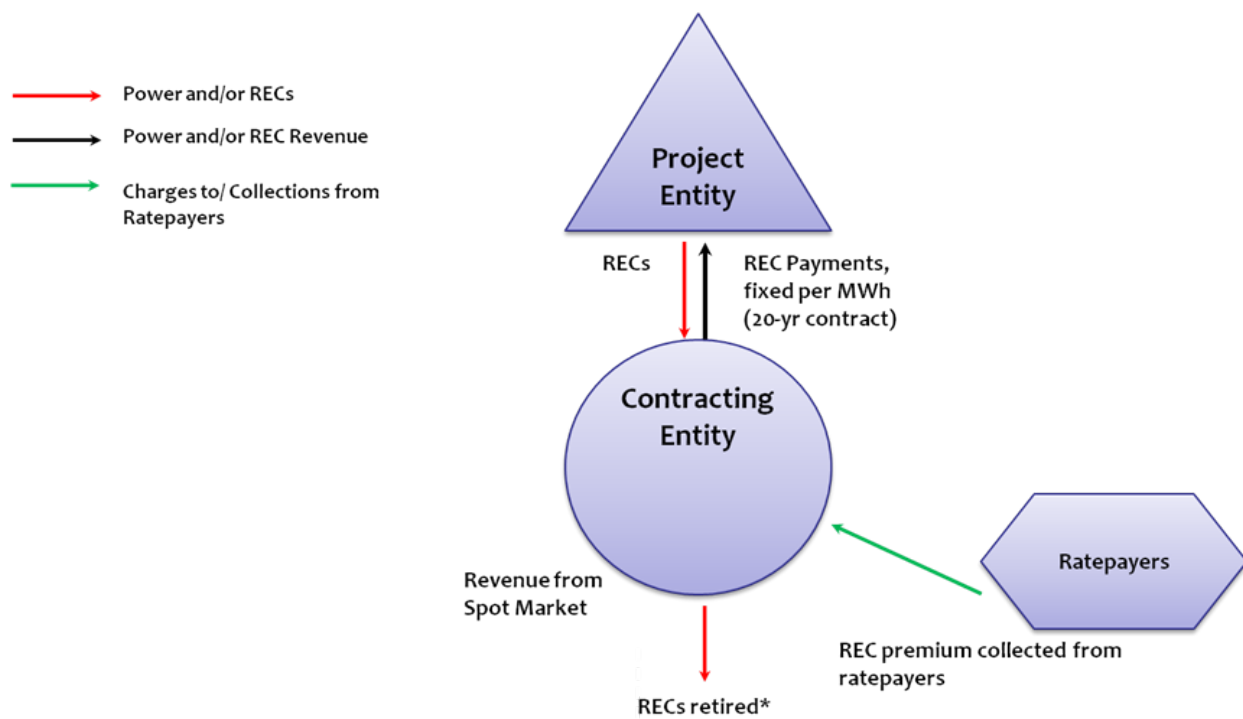 Power and/or RECs
Power and/or REC Revenue
Charges to/ Collections from
Ratepayers
Project
Entity
RECs
REC Payments,
fixed per MWh
(20-yr contract)
Contracting
Entity
Revenue from
Spot Market
Ratepayers
REC premium collected from
ratepayers
RECs retired*